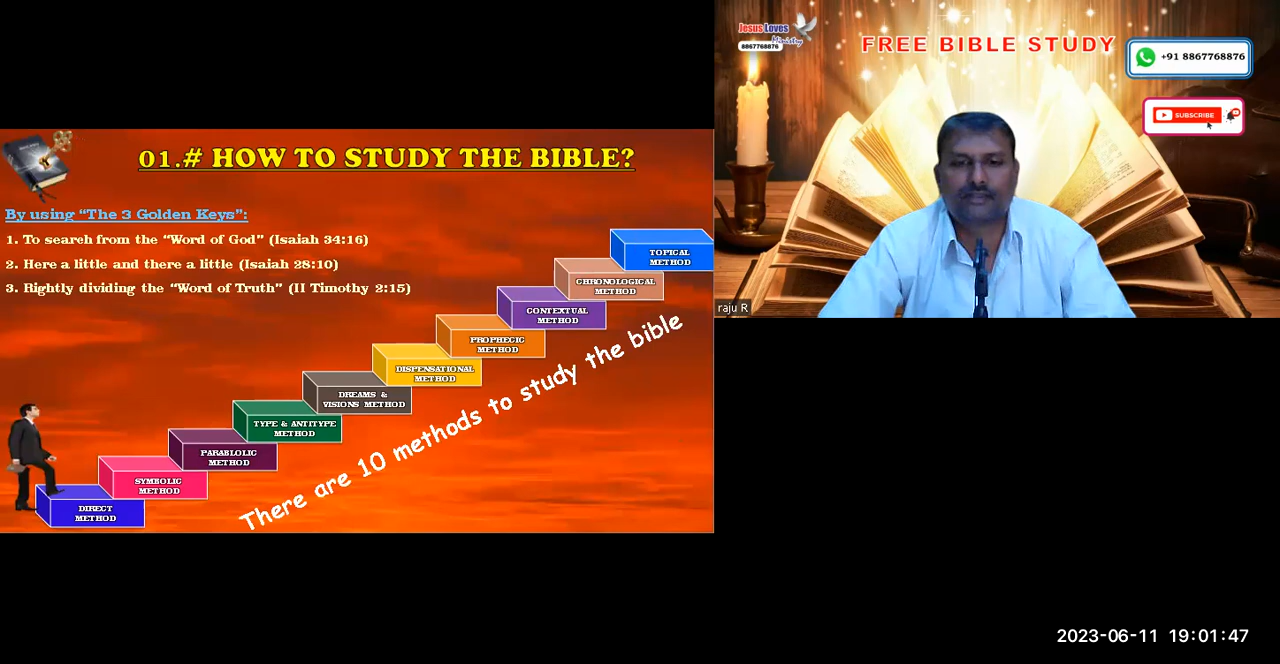 01.# HOW TO STUDY THE BIBLE?
By using “The 3 Golden Keys”:
1. To search from the “Word of God” (Isaiah 34:16)
2. Here a little and there a little (Isaiah 28:10)
3. Rightly dividing the “Word of Truth” (II Timothy 2:15)
TOPICAL
METHOD
CHRONOLOGICAL
METHOD
CONTEXTUAL
METHOD
PROPHECIC
METHOD
DISPENSATIONAL
METHOD
DREAMS &
VISIONS METHOD
TYPE & ANTITYPE
METHOD
PARABLOLIC
METHOD
SYMBOLIC
METHOD
DIRECT
METHOD
There are 10 methods to study the bible
Jesus Loves
Ministry
8867768876
FREE BIBLE STUDY
+91 8867768876
SUBSCRIBE
raju R
2023-06-11 19:01:47